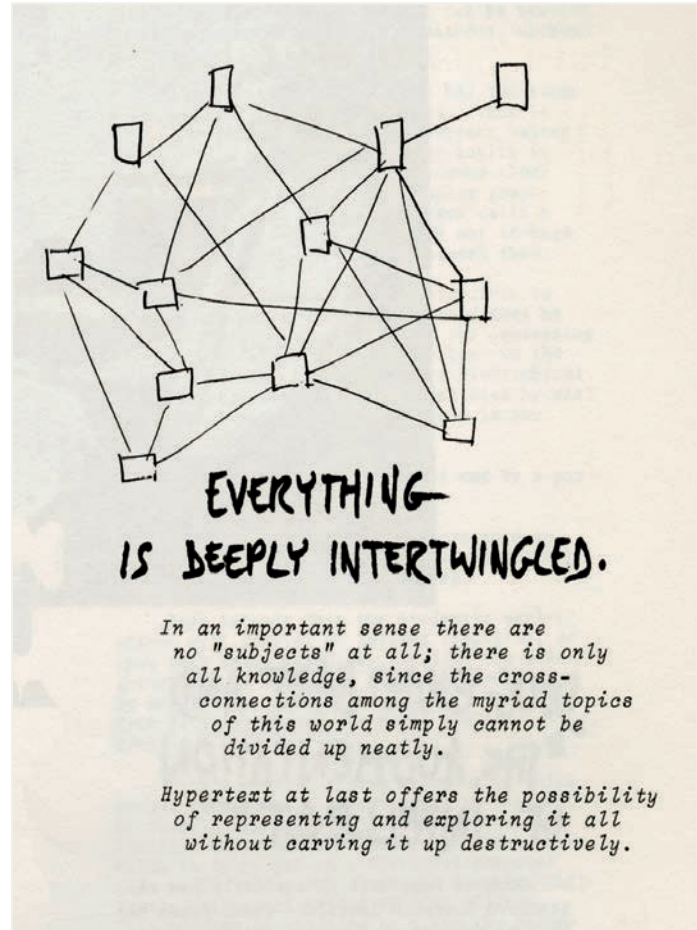 EVERYTHING
IS DEEPLY INTERTWINGLED.
In an important sense there are
no "subjects" at all; there is only
all knowledge, since the cross-
connections among the myriad topics
of this world simply cannot be
divided up neatly.
Hypertext at last offers the possibility
of representing and exploring it all
without carving it up destructively.